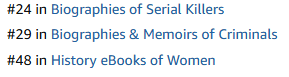 #24 in Biographies of Serial Killers
#29 in Biographies & Memoirs of Criminals
#48 in History eBooks of Women